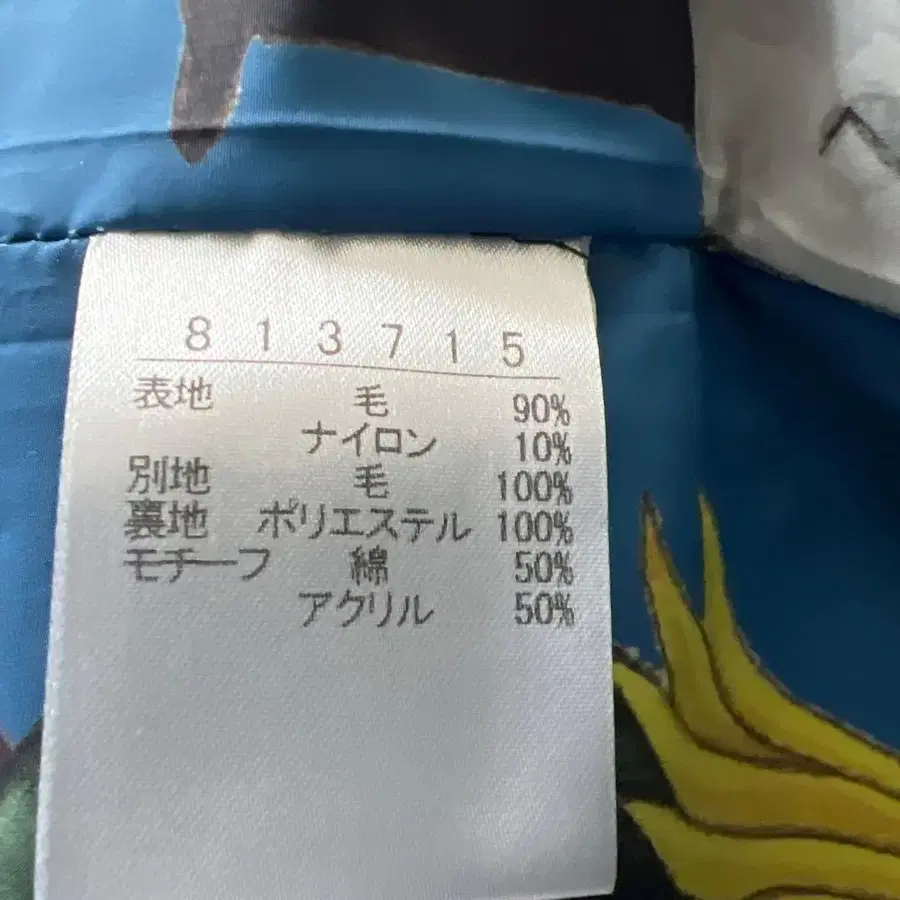 813715
表地 毛 90%
ナイロン 10%
別地 毛 100%
裏地 ポリエステル 100%
モチーフ 綿 50%
アクリル 50%